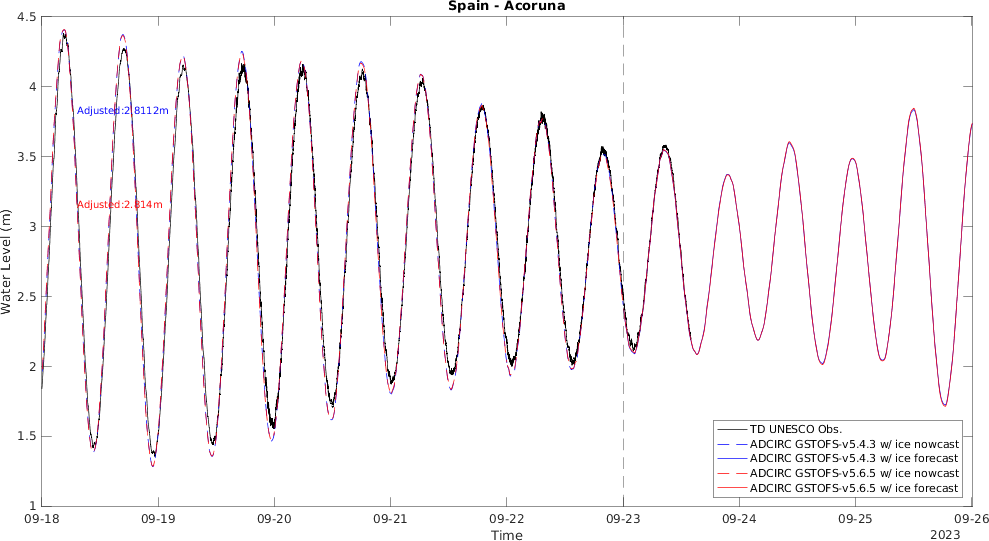 Spain - Acoruna
4.5
4
3.5
3
2.5
2
1.5
1
Water Level (m)
Adjusted:2.8112m
Adjusted:2.814m
TD UNESCO Obs.
ADCIRC GSTOFS-v5.4.3 w/ ice nowcast
ADCIRC GSTOFS-v5.4.3 w/ ice forecast
ADCIRC GSTOFS-v5.6.5 w/ ice nowcast
ADCIRC GSTOFS-v5.6.5 w/ ice forecast
09-18 09-19 09-20 09-21 09-22 09-23 09-24 09-25 09-26
Time
2023